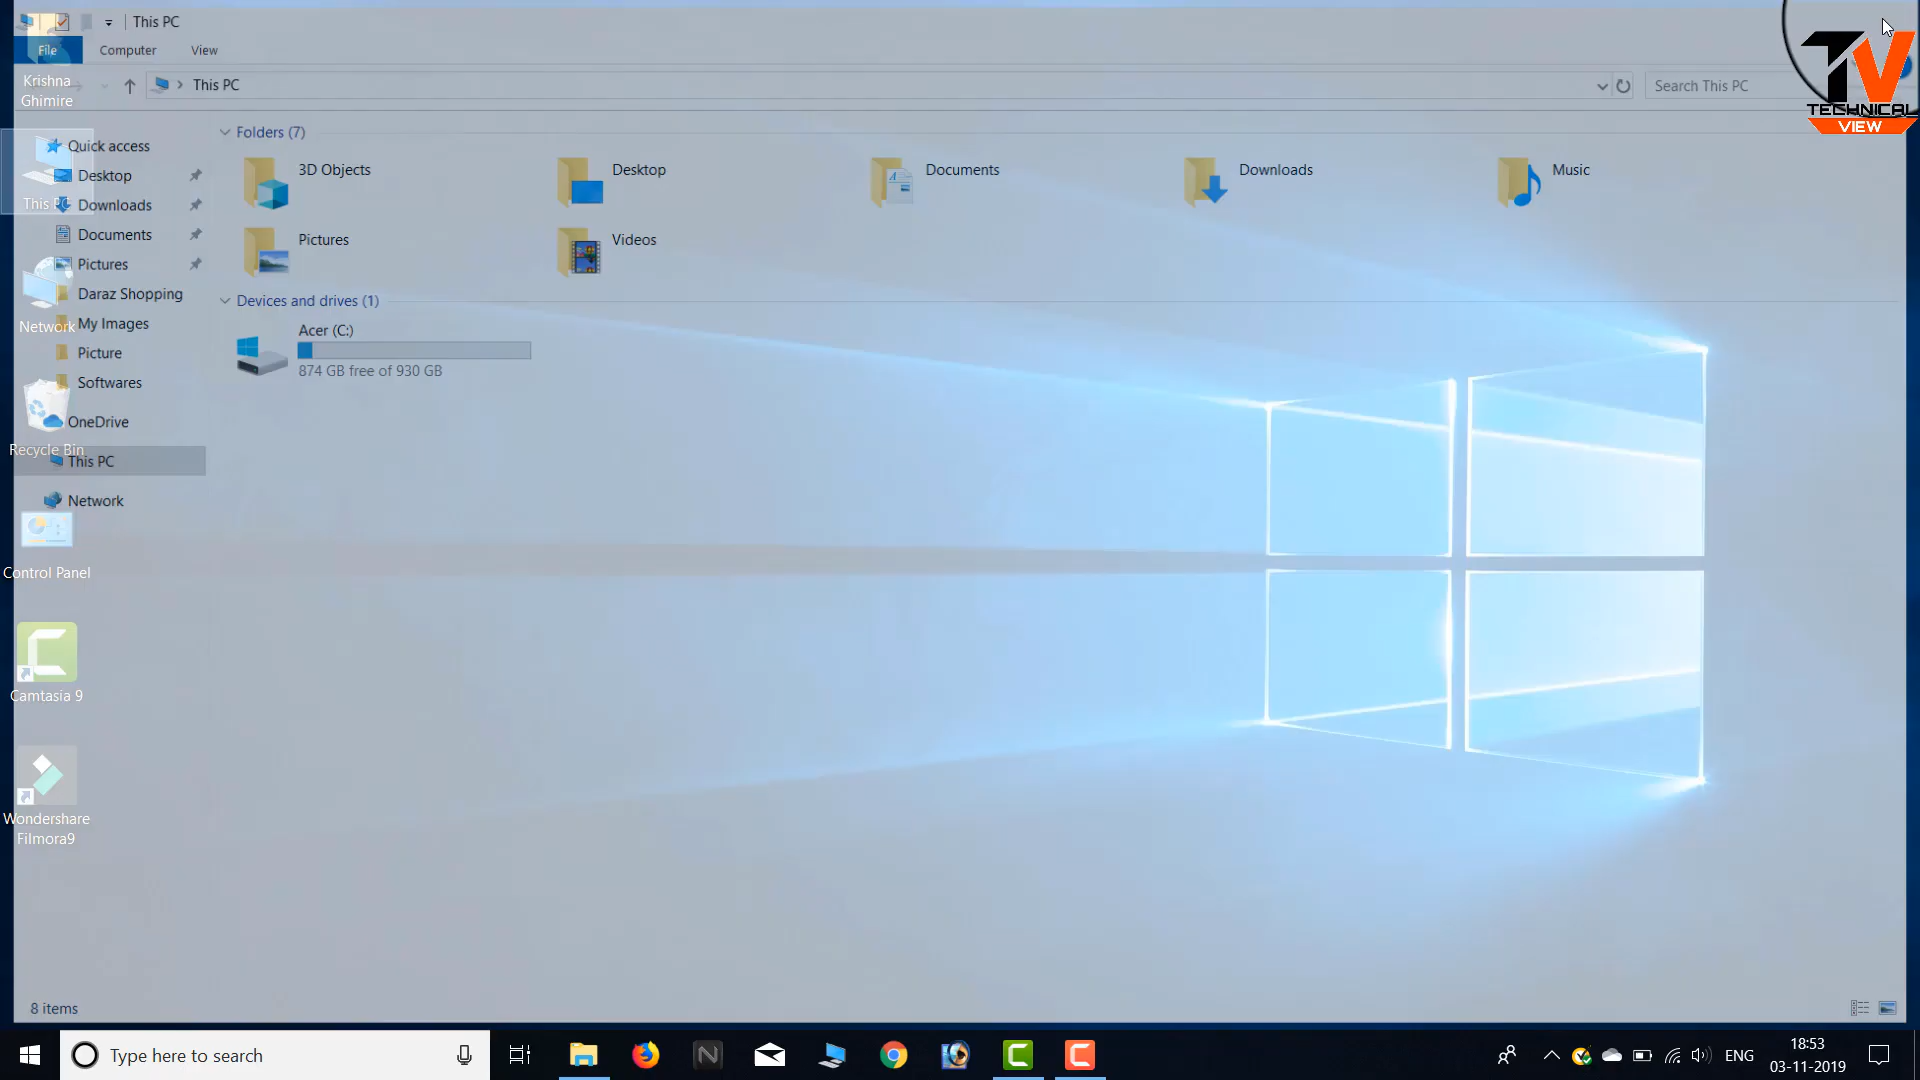 This PC
File
Computer
View
Krishna
Ghimire
This PC
Search This PC
TV
TECHNICAL
VIEW
Quick access
Desktop
This PC
Downloads
Documents
Pictures
Daraz Shopping
Network
My Images
Picture
Softwares
OneDrive
Recycle Bin
This PC
Network
Control Panel
Camtasia 9
Wondershare
Filmora9
Folders (7)
3D Objects
Desktop
Documents
Downloads
Music
Pictures
Videos
Devices and drives (1)
Acer (C:)
874 GB free of 930 GB
8 items
Type here to search
N
ENG
18:53
03-11-2019